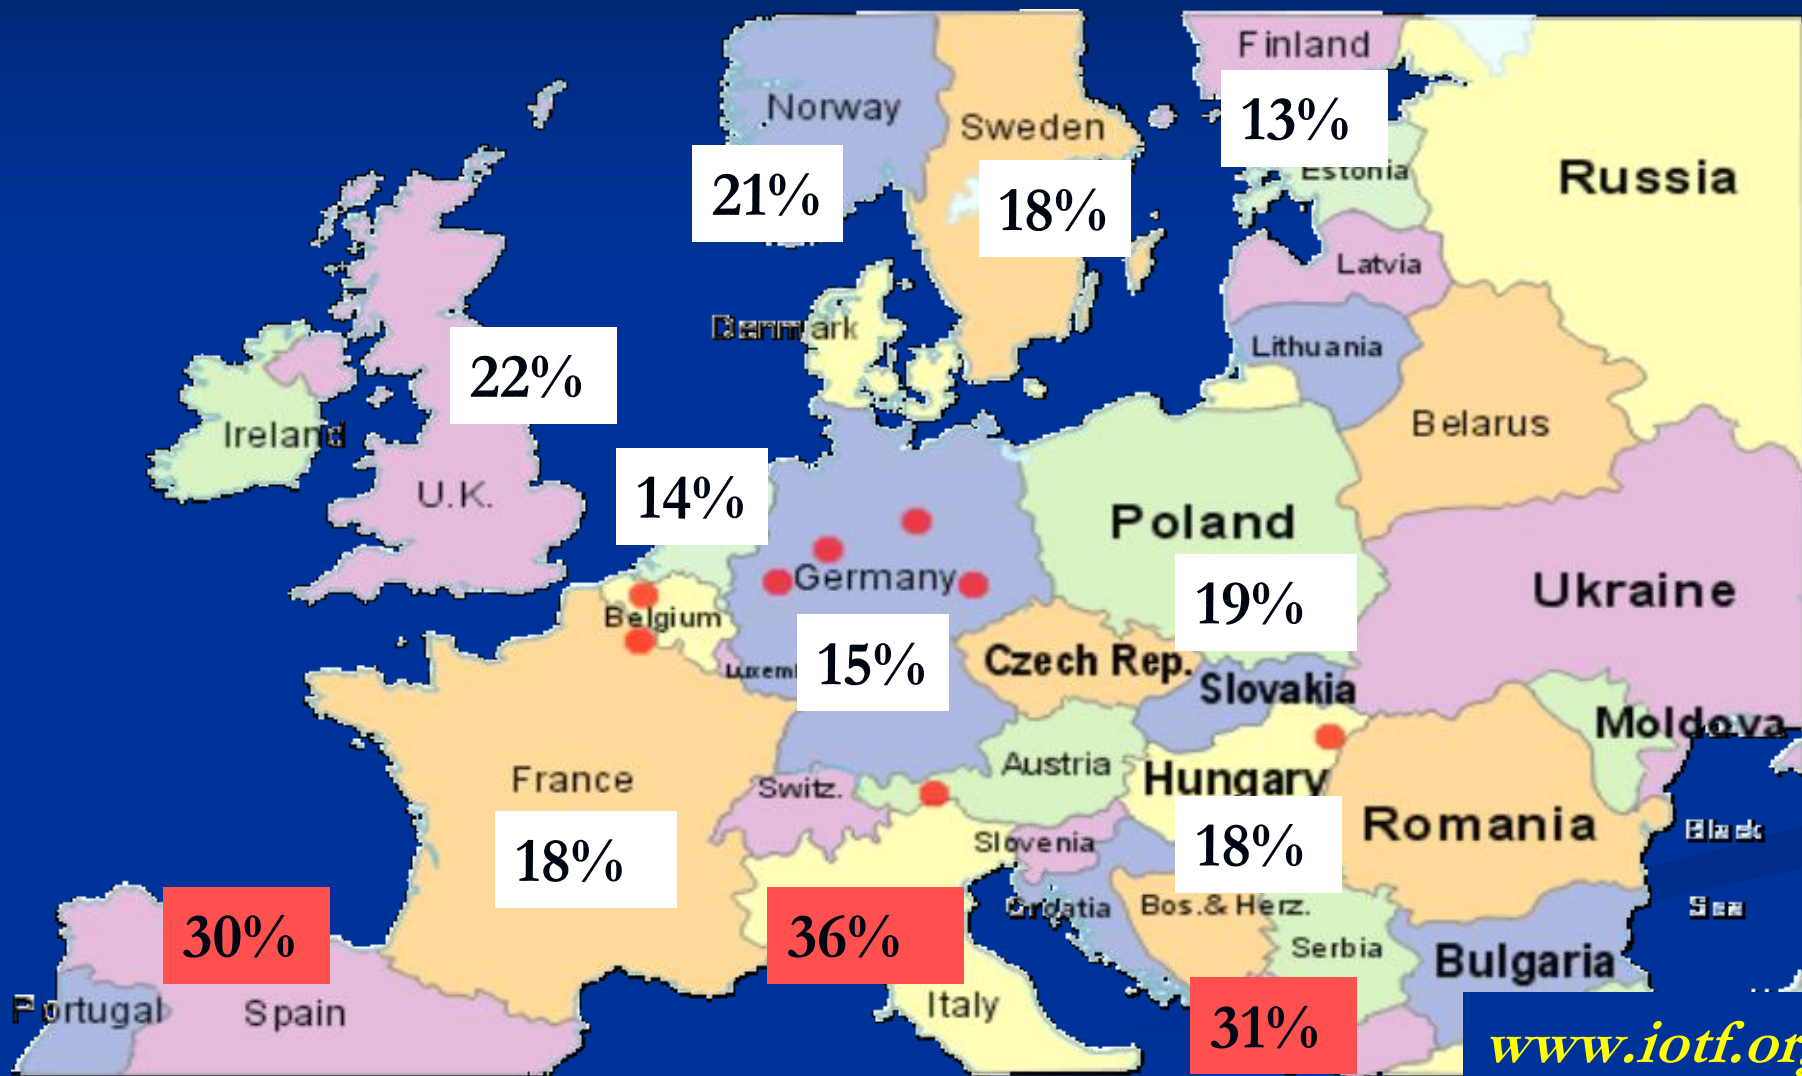 Finland
13%
Norway
Sweden
21%
18%
Estonia
Russia
Latvia
Denmark
Lithuania
22%
Ireland
Belarus
U.K.
14%
Poland
Germany
Ukraine
19%
Belgium
15%
Czech Rep.
Slovakia
Moldova
Austria
Hungary
France
Switz.
Romania
Black
Sea
Slovenia
18%
18%
Croatia
Bos.& Herz.
30%
36%
Serbia
Bulgaria
Portugal
Spain
Italy
31%
www.iotf.or